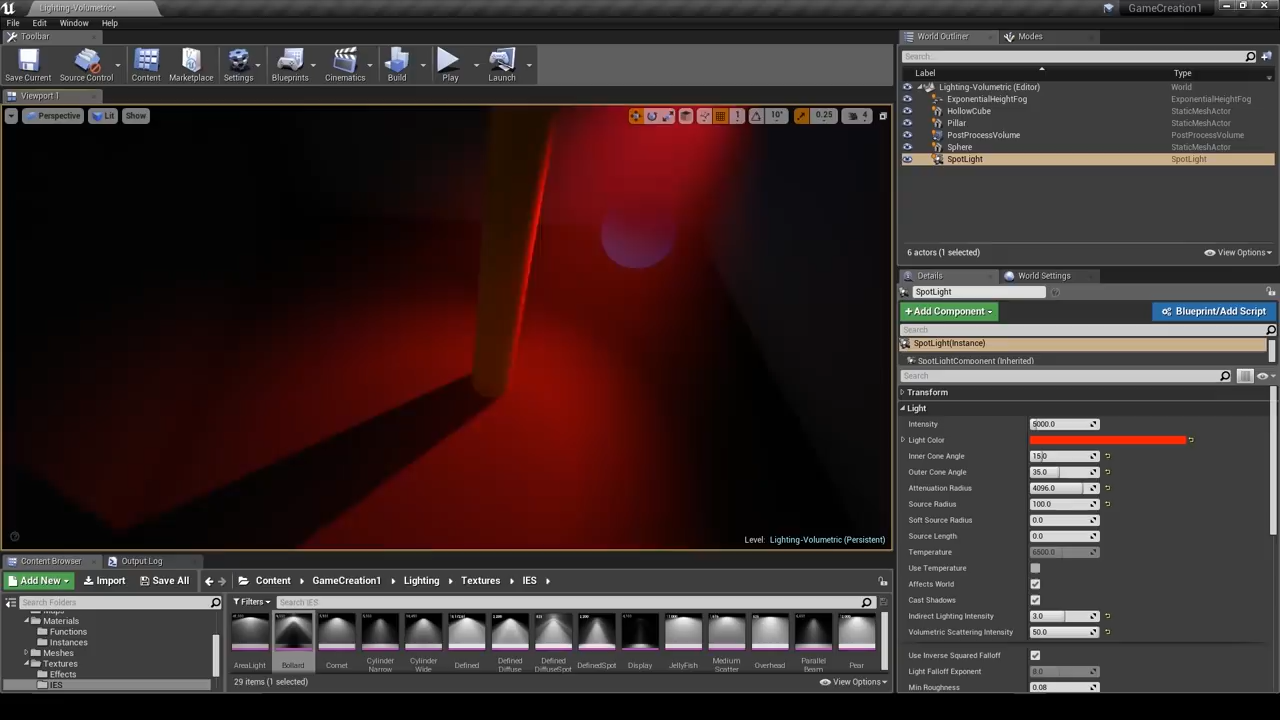 Lighting-Volumetric•
GameCreation1
File Edit Window Help
Toolbar
Save Current Source Control Content Marketplace Settings Blueprints Cinematics Build Play Launch
Viewport 1
Perspective Lit Show
1 10° 0.25 4
Level: Lighting-Volumetric (Persistent)
World Outliner Modes
Search...
Label Type
Lighting-Volumetric (Editor) World
ExponentialHeightFog ExponentialHeightFog
HollowCube StaticMeshActor
Pillar StaticMeshActor
PostProcessVolume PostProcessVolume
Sphere StaticMeshActor
SpotLight SpotLight
6 actors (1 selected) View Options
Details World Settings
SpotLight
+Add Component Blueprint/Add Script
Search
SpotLight(Instance)
SpotLightComponent (Inherited)
Search
Transform
Light
Intensity 5000.0
Light Color
Inner Cone Angle 15.0
Outer Cone Angle 35.0
Attenuation Radius 4096.0
Source Radius 100.0
Soft Source Radius 0.0
Source Length 0.0
Temperature 6500.0
Use Temperature
Affects World
Cast Shadows
Indirect Lighting Intensity 3.0
Volumetric Scattering Intensity 50.0
Use Inverse Squared Falloff
Light Falloff Exponent 8.0
Min Roughness 0.08
Content Browser Output Log
Add New Import Save All Content GameCreation1 Lighting Textures IES
Search Folders
Materials
Functions
Instances
Meshes
Textures
Effects
IES
Filters Search IES
AreaLight Bollard Comet Cylinder Narrow Cylinder Wide Defined Defined Diffuse Defined DiffuseSpot DefinedSpot Display JellyFish Medium Scatter Overhead Parallel Beam Pear
29 items (1 selected) View Options